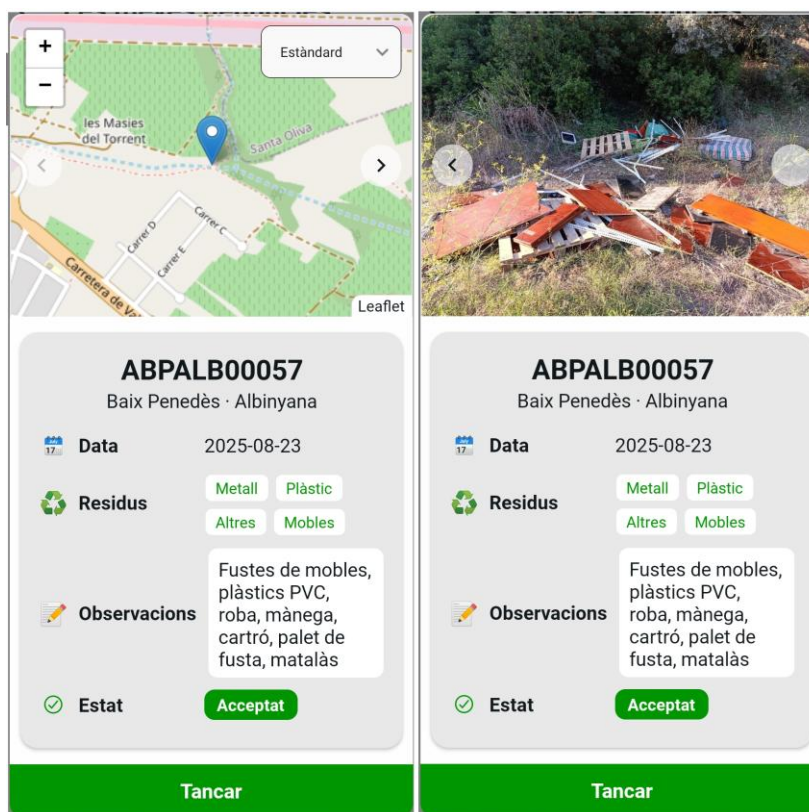 +
Estàndard
−
les Masies
del Torrent
Santa Oliva
Carrer D
Carrer C
Carrer E
Carretera de Va
Leaflet
ABPALB00057
Baix Penedès · Albinyana
Data
2025-08-23
Residus
Metall
Plàstic
Altres
Mobles
Observacions
Fustes de mobles,
plàstics PVC,
roba, mànega,
cartró, palet de
fusta, matalàs
Estat
Acceptat
Tancar
ABPALB00057
Baix Penedès · Albinyana
Data
2025-08-23
Residus
Metall
Plàstic
Altres
Mobles
Observacions
Fustes de mobles,
plàstics PVC,
roba, mànega,
cartró, palet de
fusta, matalàs
Estat
Acceptat
Tancar